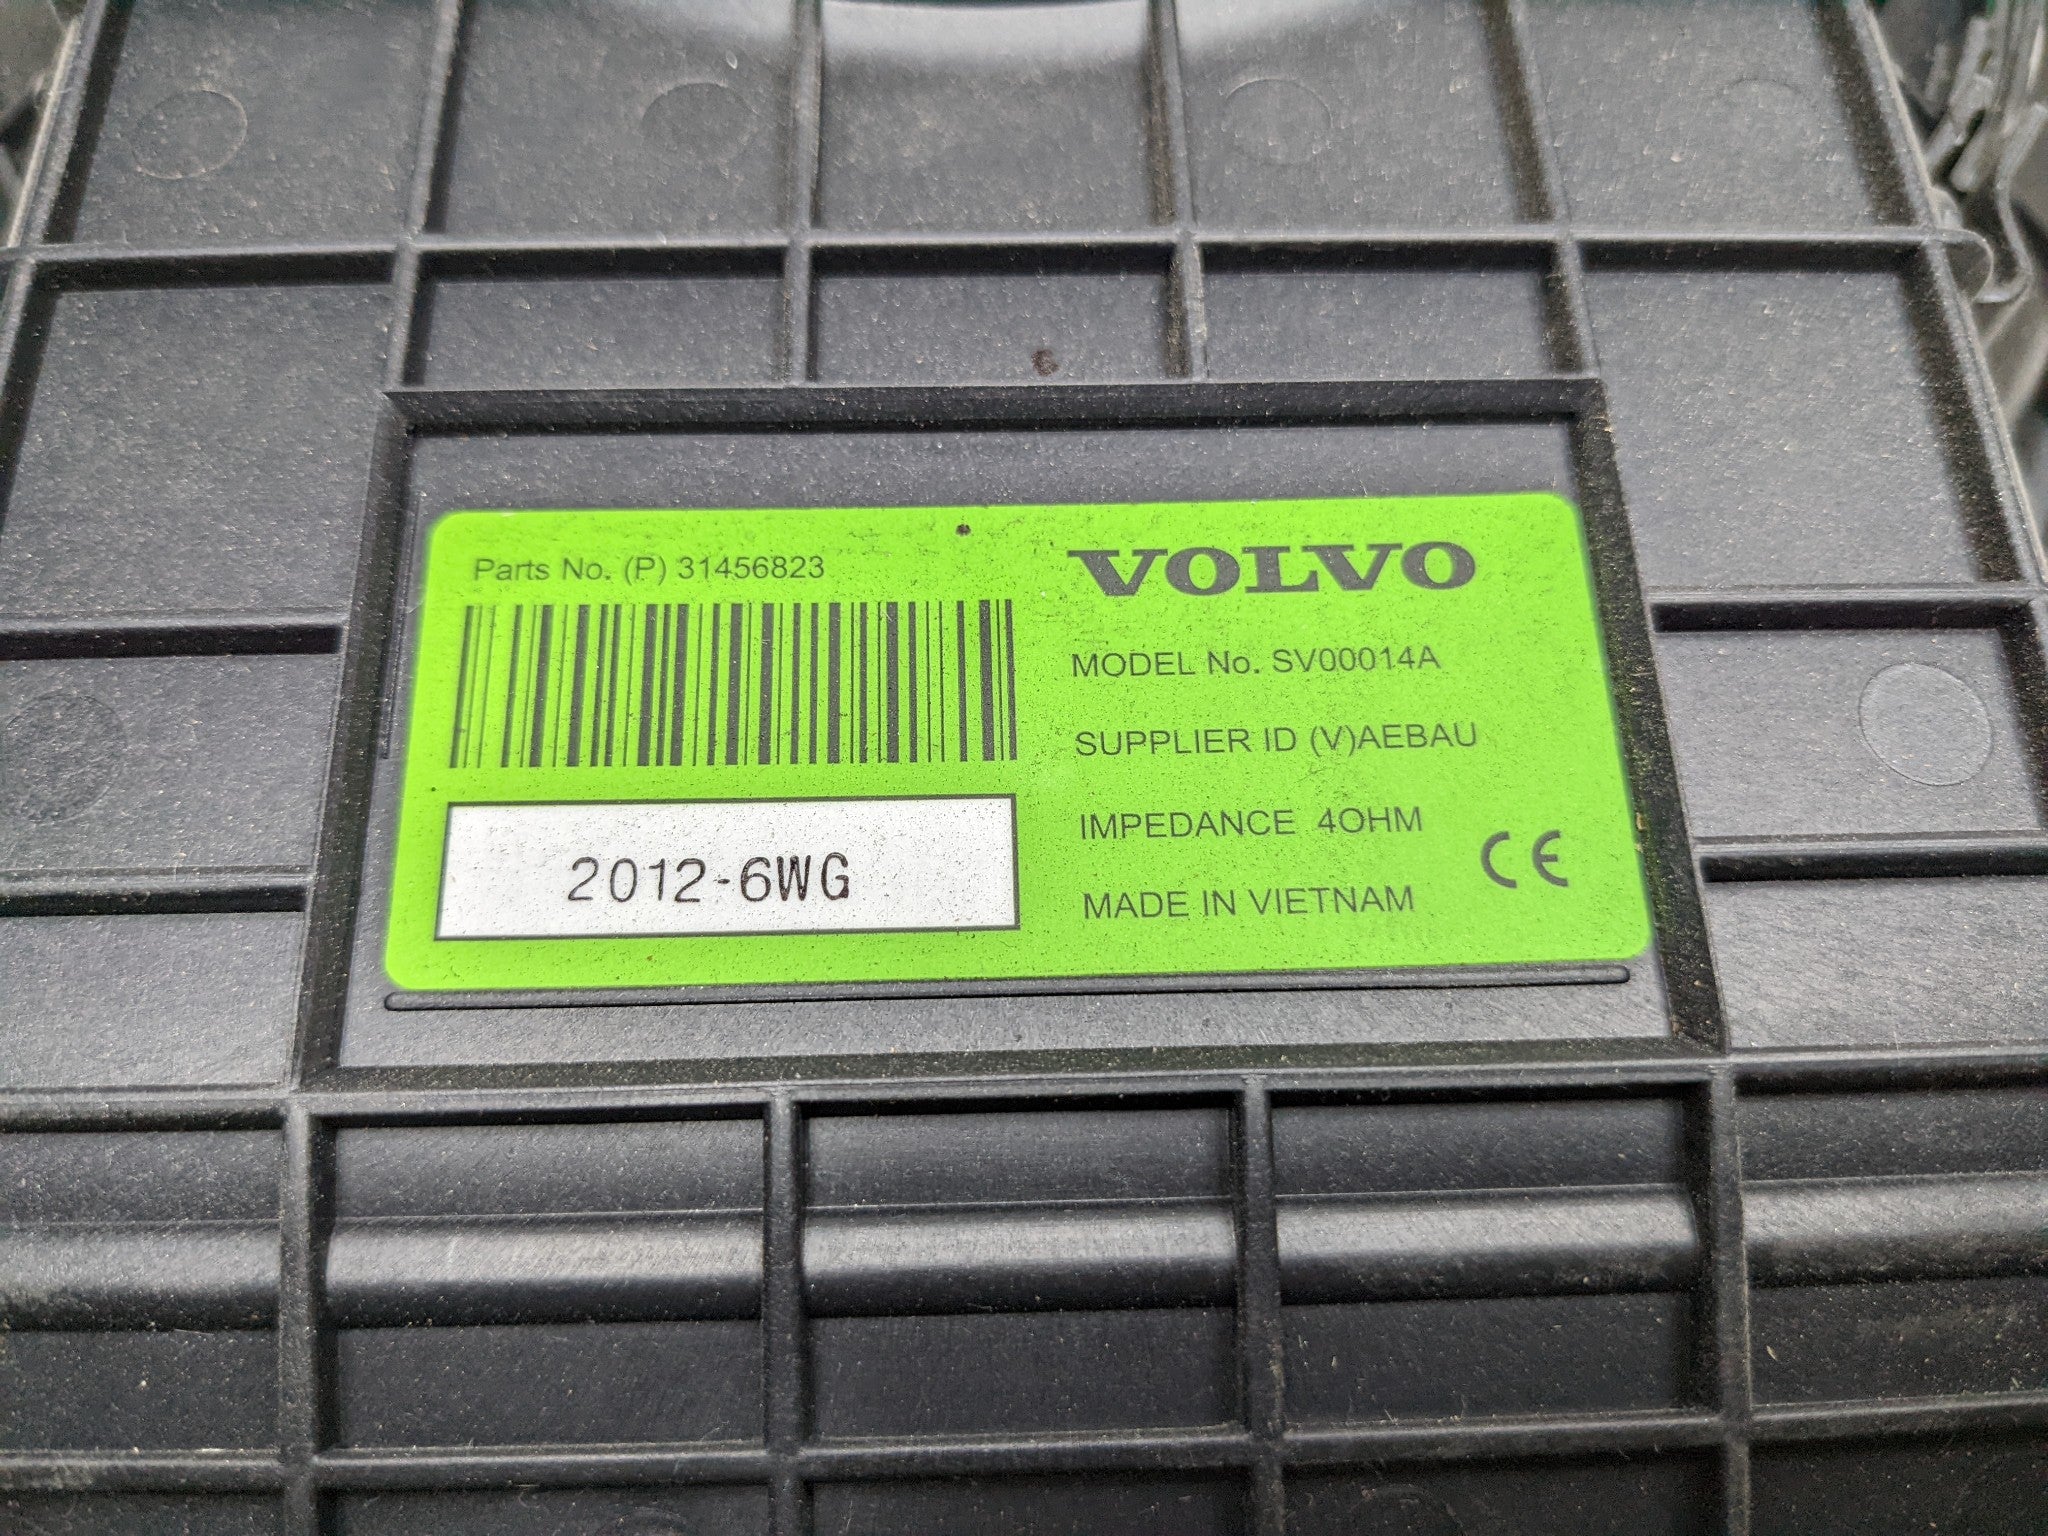 Parts No. (P) 31456823
2012-6WG
VOLVO
MODEL No. SV00014A
SUPPLIER ID (V)AEBAU
IMPEDANCE 4OHM
MADE IN VIETNAM
CE